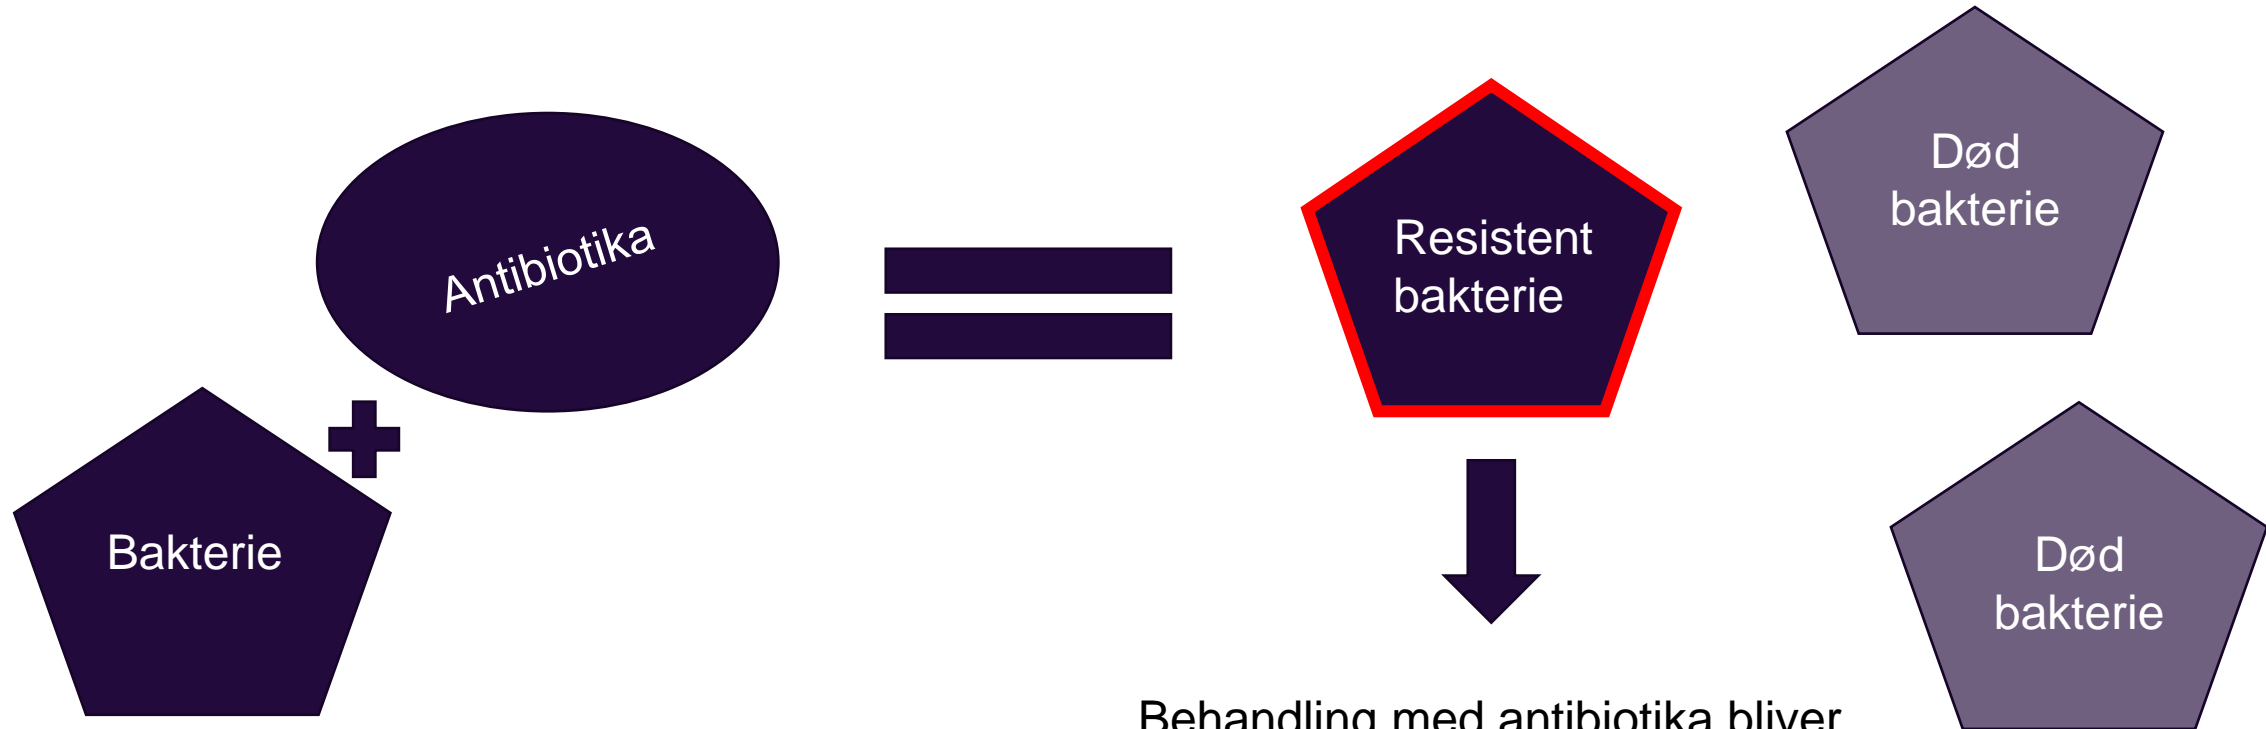 Antibiotika
Bakterie
Resistent
bakterie
Død
bakterie
Død
bakterie
Behandling med antibiotika bliver